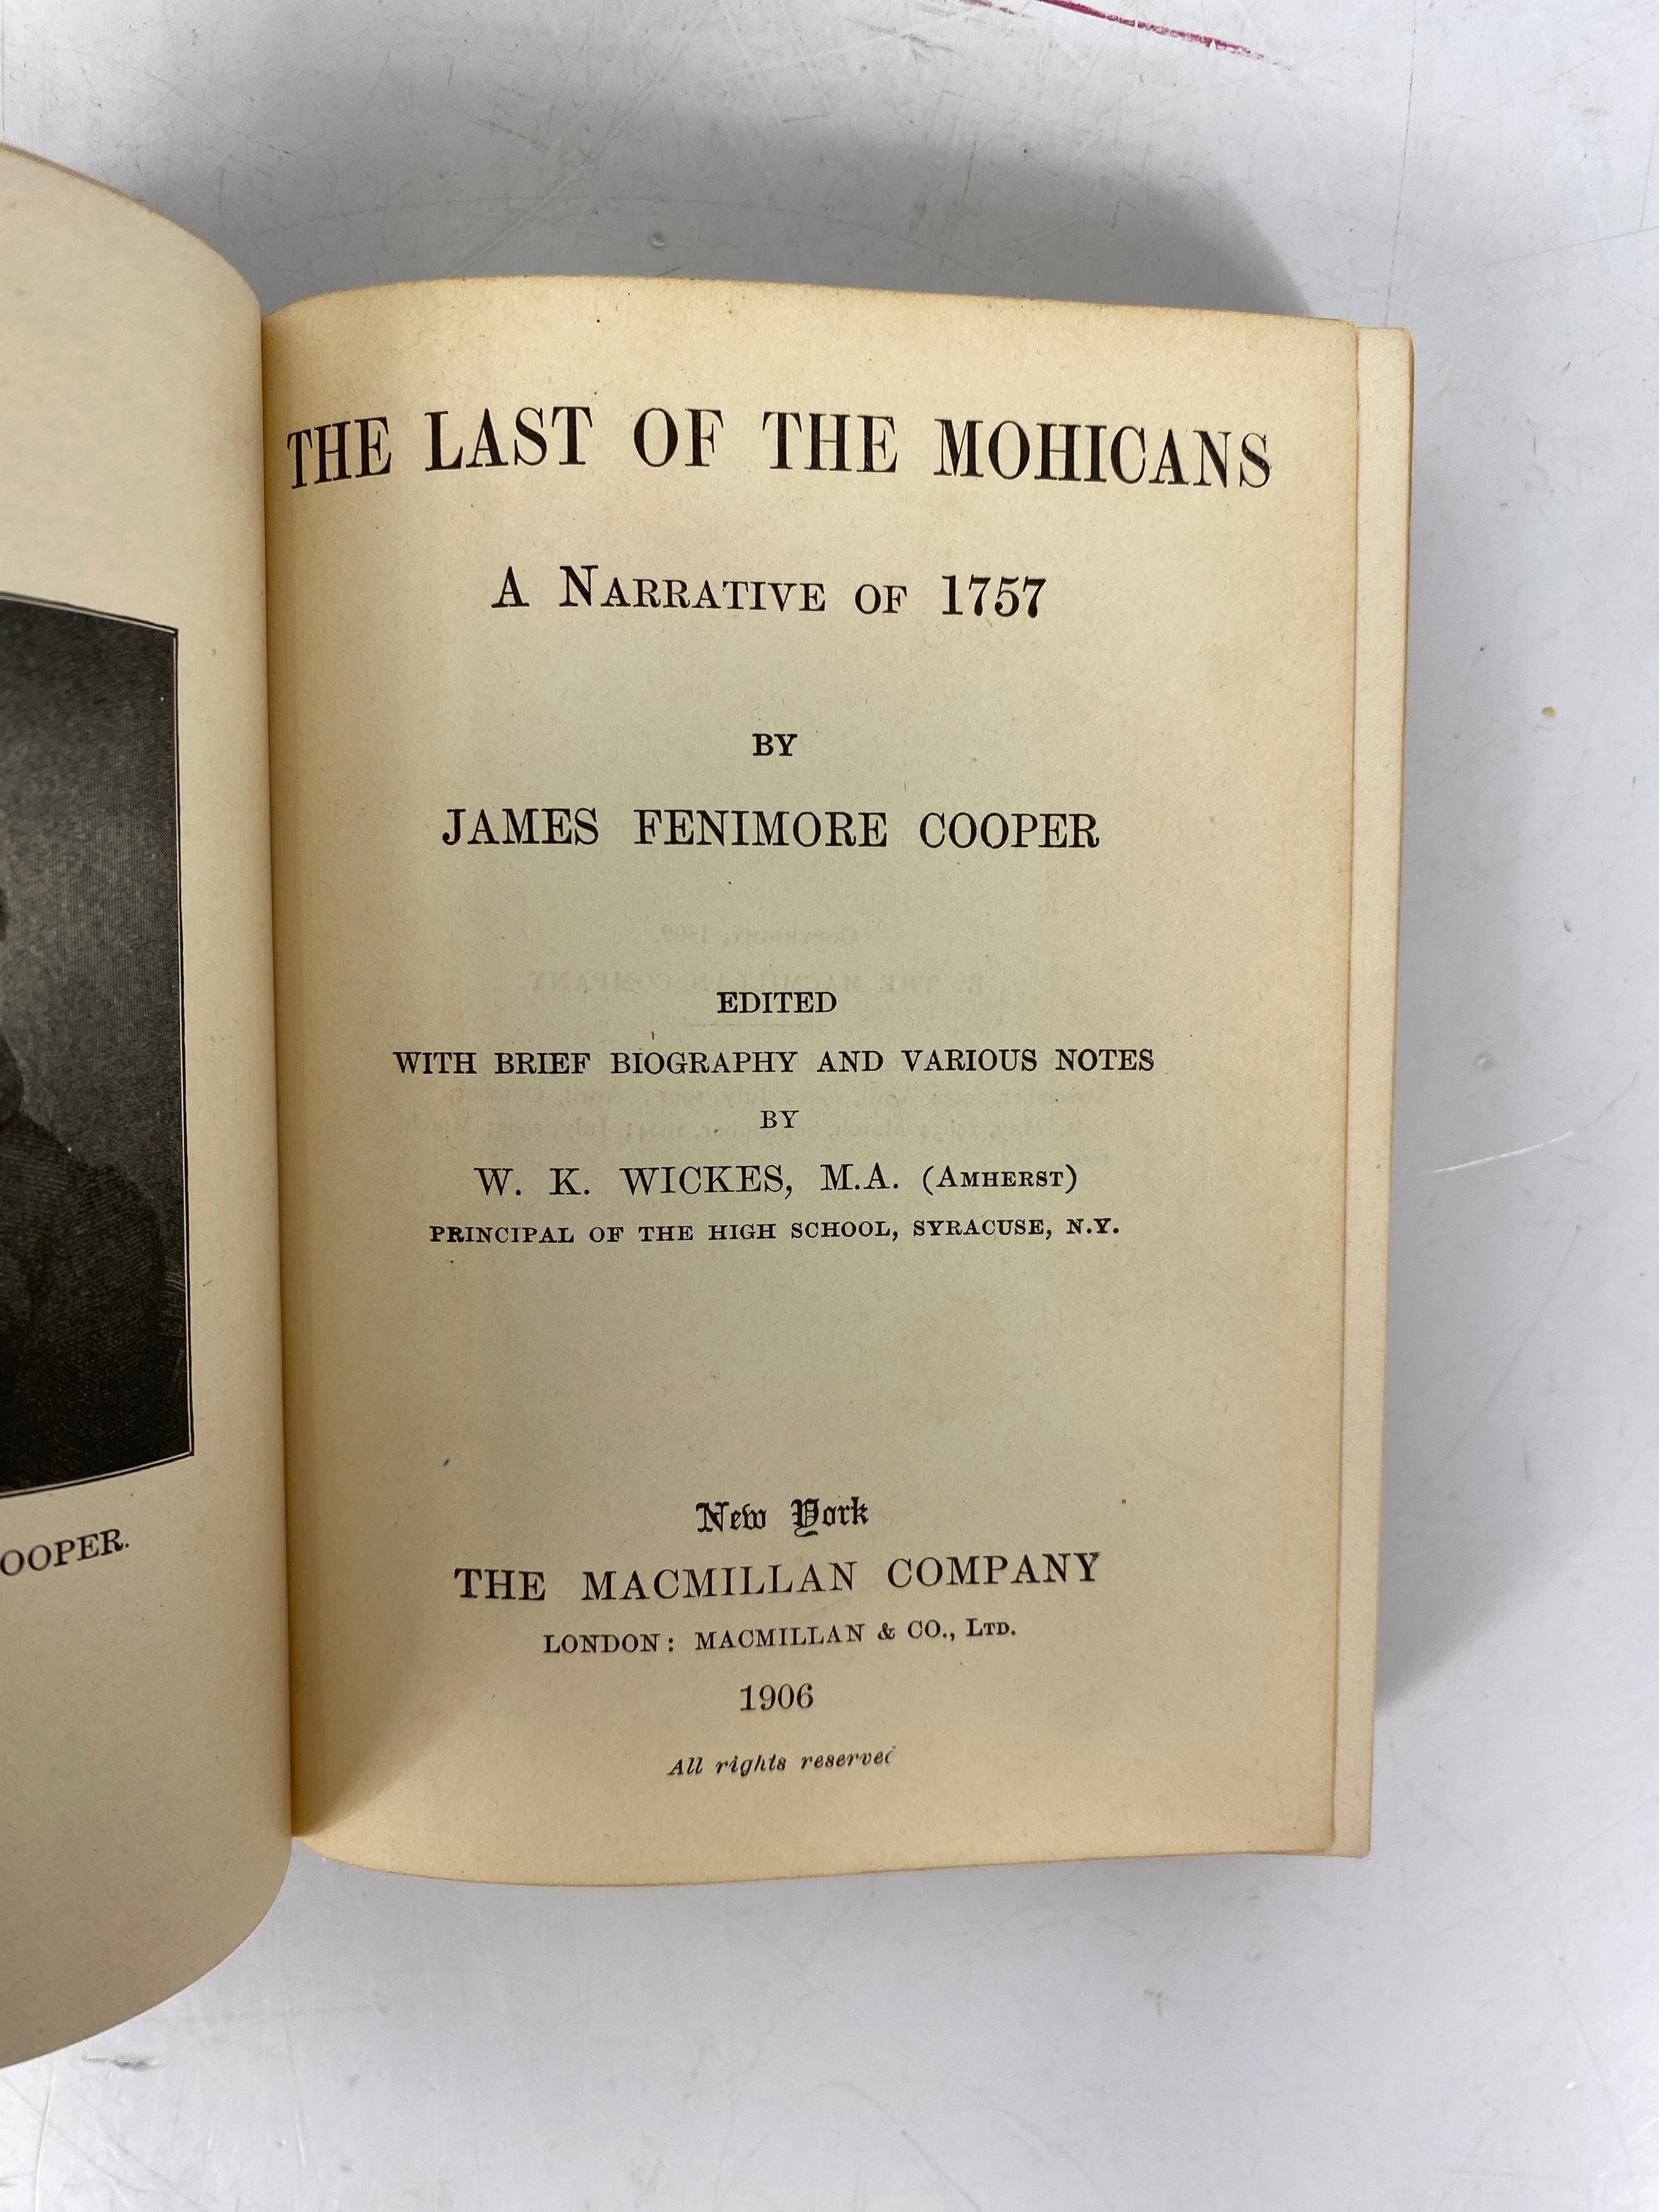 OOPER.
THE LAST OF THE MOHICANS
A NARRATIVE OF 1757
BY
JAMES FENIMORE COOPER
EDITED
WITH BRIEF BIOGRAPHY AND VARIOUS NOTES
BY
W. K. WICKES, M.A. (AMHERST)
PRINCIPAL OF THE HIGH SCHOOL, SYRACUSE, N.Y.
New York
THE MACMILLAN COMPANY
LONDON: MACMILLAN & CO., LTD.
1906
All rights reserved